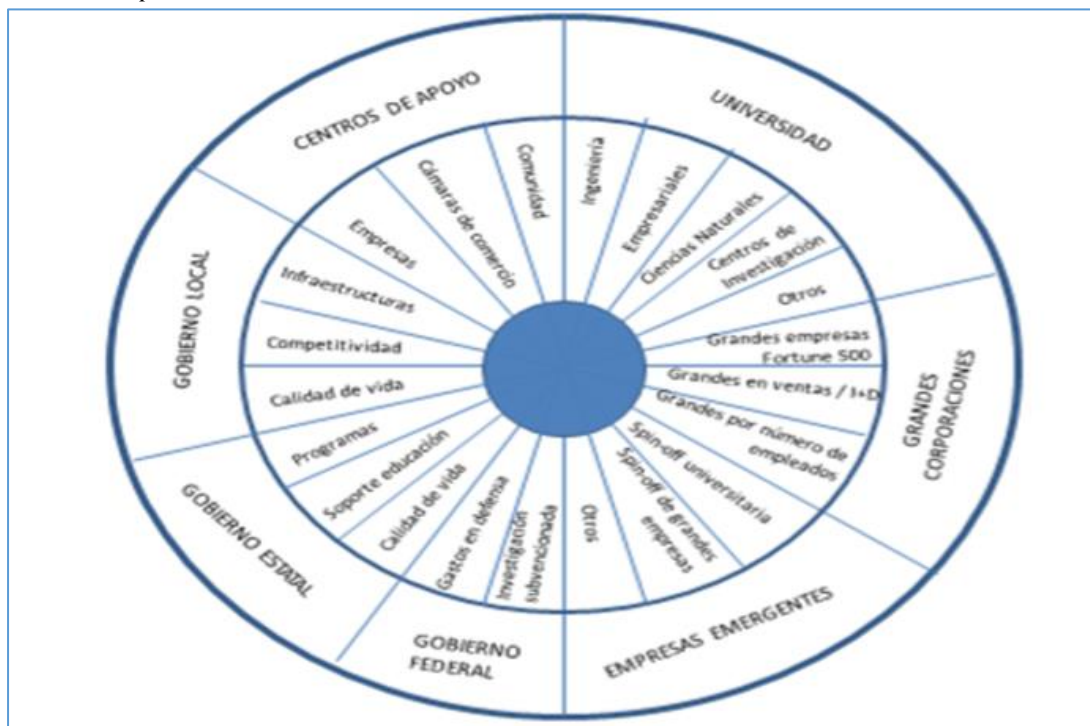 CENTROS DE APOYO
UNIVERSIDAD
GRANDES
CORPORACIONES
EMPRESAS EMERGENTES
GOBIERNO
FEDERAL
GOBIERNO ESTATAL
GOBIERNO LOCAL
Ingeniería
Empresariales
Ciencias Naturales
Centros de
Investigación
Otros
Grandes empresas
Fortune 500
Grandes en ventas / I+D
Grandes por número de
empleados
Spin-off universitaria
Spin-off de grandes
empresas
Otros
Investigación
subvencionada
Gastos en defensa
Calidad de vida
Soporte educación
Programas
Calidad de vida
Competitividad
Infraestructuras
Empresas
Cámaras de comercio
Comunidad